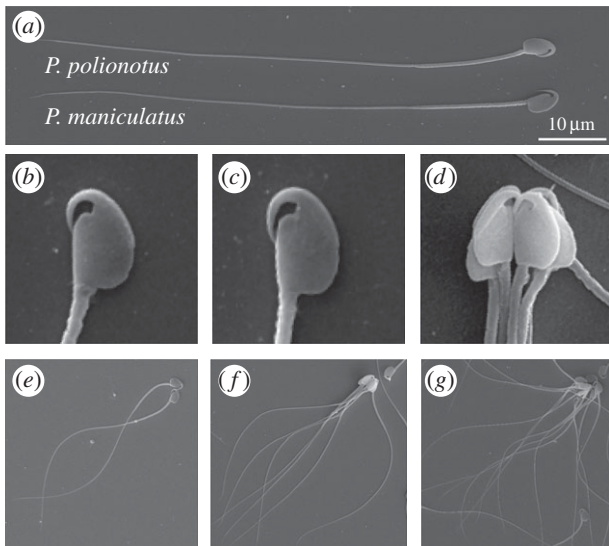 (a)
P. polionotus
P. maniculatus
10 µm
(b) (c) (d)
(e) (f) (g)